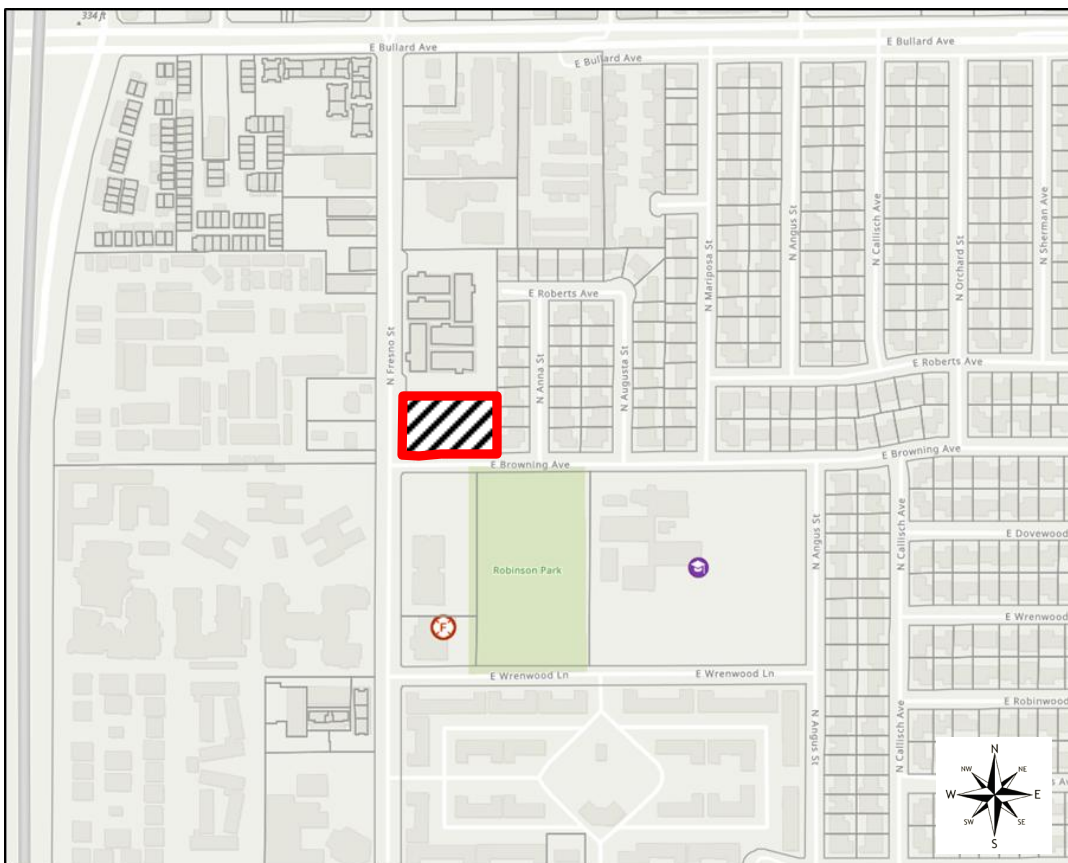 334 ft
E Bullard Ave
E Bullard Ave
E Bullard Ave
N Sherman Ave
N Angus St
N Callisch Ave
N Orchard St
N Mariposa St
E Roberts Ave
N Fresno St
N Anna St
N Augusta St
E Roberts Ave
E Browning Ave
E Browning Ave
N Angus St
N Callisch Ave
E Dovewood
Robinson Park
F
E Wrenwood
E Wrenwood Ln
E Wrenwood Ln
E Robinwood
N Angus St
N Callisch Ave
N
NW
NE
W
E
SW
SE
S